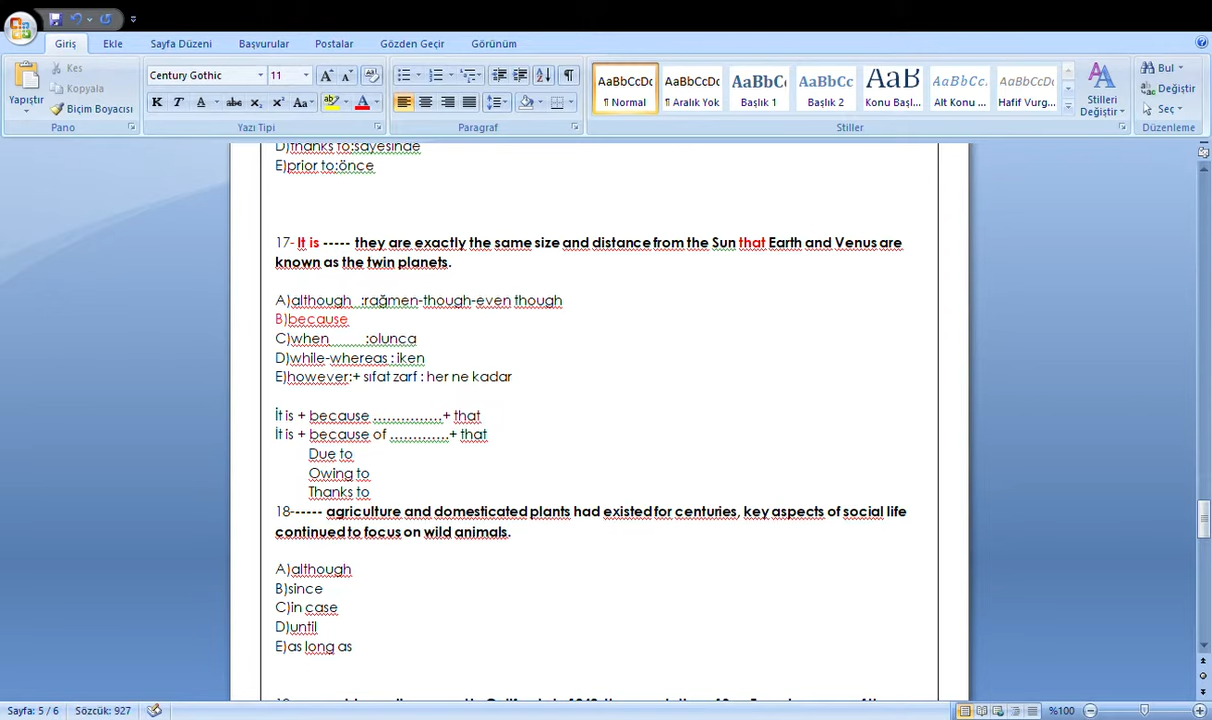 Giriş Ekle Sayfa Düzeni Başvurular Postalar Gözden Geçir Görünüm
Yapıştır
Kes
Kopyala
Biçim Boyacısı
Pano
Century Gothic 11
Yazı Tipi
Paragraf
AaBbCcDc AaBbCcDc AaBbC AaBbCc AaB AaBbCc. AaBbCcDc
¶ Normal ¶ Aralık Yok Başlık 1 Başlık 2 Konu Başl... Alt Konu ... Hafif Vurg...
Stilleri Değiştir
Stiller
Bul
Değiştir
Seç
Düzenleme
D)thanks to:sayesinde
E)prior to:önce
17- It is ----- they are exactly the same size and distance from the Sun that Earth and Venus are
known as the twin planets.
A)although :rağmen-though-even though
B)because
C)when :olunca
D)while-whereas : iken
E)however:+ sıfat zarf : her ne kadar
İt is + because ……………+ that
İt is + because of ………….+ that
Due to
Owing to
Thanks to
18------ agriculture and domesticated plants had existed for centuries, key aspects of social life
continued to focus on wild animals.
A)although
B)since
C)in case
D)until
E)as long as
Sayfa: 5 / 6 Sözcük: 927 %100